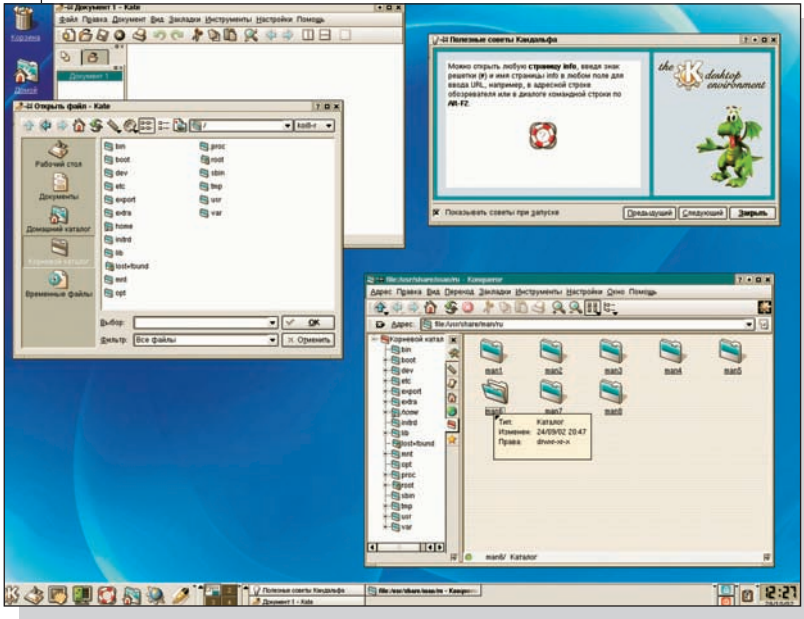 Корзина
Домой
Документ 1 - Kate
Файл Правка Документ Вид Закладки Инструменты Настройки Помощь
Документ 1
Открыть файл - Kate
/
koi8-r
Рабочий стол
Документы
Домашний каталог
Корневой каталог
Временные файлы
bin
boot
dev
etc
export
extra
home
initrd
lib
lost+found
mnt
opt
proc
root
sbin
tmp
usr
var
Выбор:
OK
Фильтр: Все файлы
Отменить
Полезные советы Кандальфа
Можно открыть любую страницу info, введя знак
решетки (#) и имя страницы info в любом поле для
ввода URL, например, в адресной строке
обозревателя или в диалоге командной строки по
Alt-F2.
the K desktop
environment
Показывать советы при запуске
Предыдущий Следующий Закрыть
file:/usr/share/man/ru - Konqueror
Адрес Правка Вид Переход Закладки Инструменты Настройки Окно Помощь
Адрес: file:/usr/share/man/ru
Корневой катал
bin
boot
dev
etc
export
extra
home
initrd
lib
lost+found
mnt
opt
proc
root
sbin
tmp
usr
var
man1 man2 man3 man4 man5
man6 man7 man8
Тип: Каталог
Изменен: 24/09/02 20:47
Права: drwxr-xr-x
man6/ Каталог
Полезные советы Кандальфа
Документ 1 - Kate
file:/usr/share/man/ru - Konquero
12:27